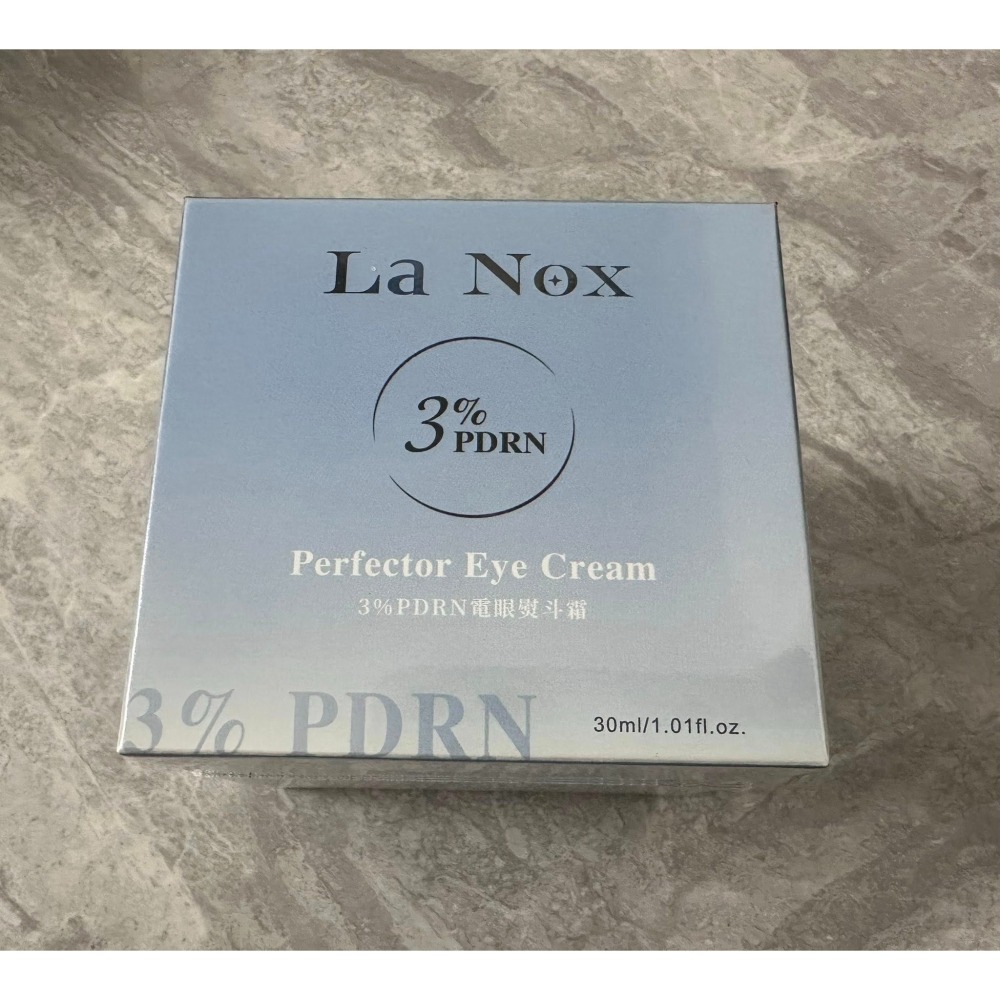 La Nox
3%
PDRN
Perfector Eye Cream
3%PDRN電眼熨斗霜
3% PDRN
30ml/1.01fl.oz.